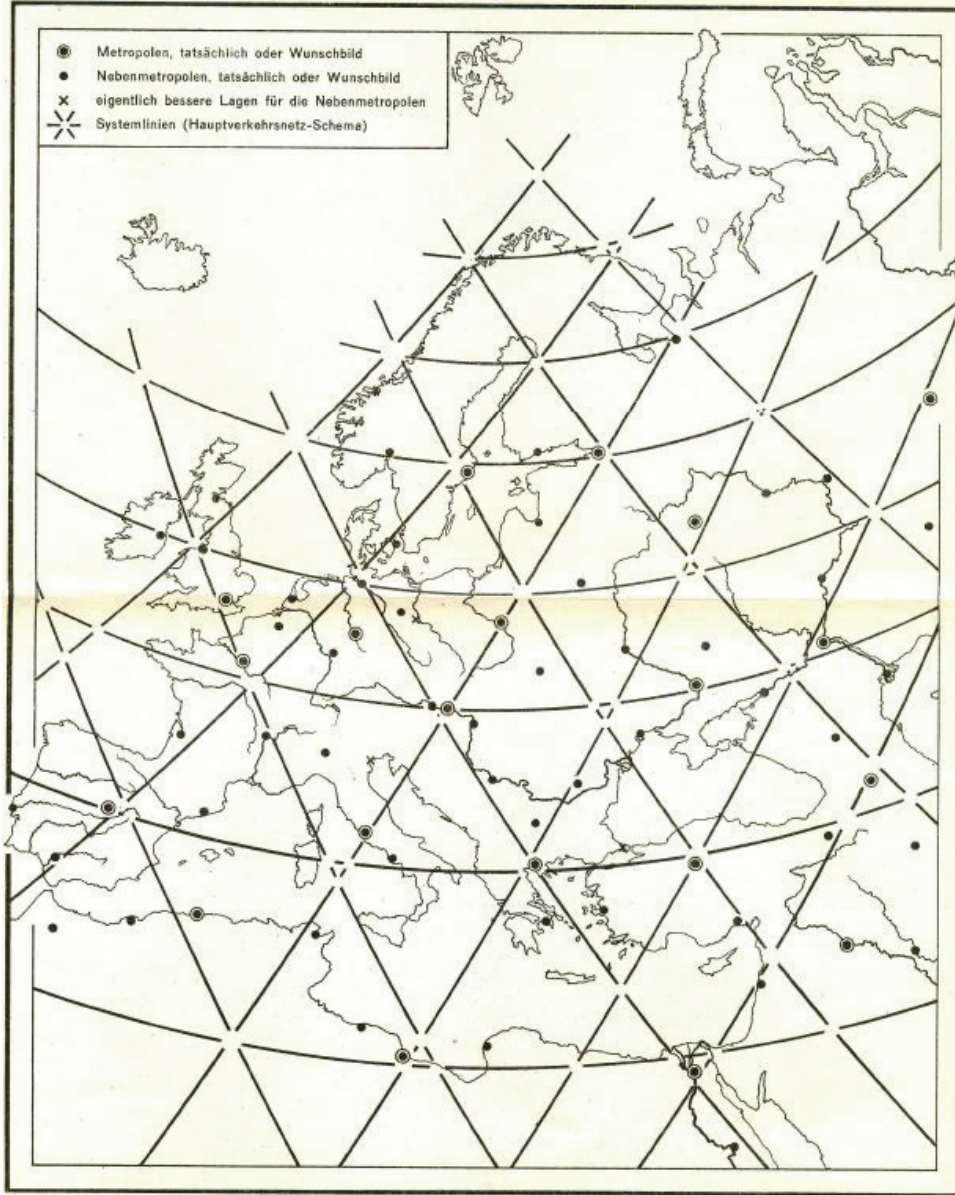 Metropolen, tatsächlich oder Wunschbild
Nebenmetropolen, tatsächlich oder Wunschbild
eigentlich bessere Lagen für die Nebenmetropolen
Systemlinien (Hauptverkehrsnetz-Schema)